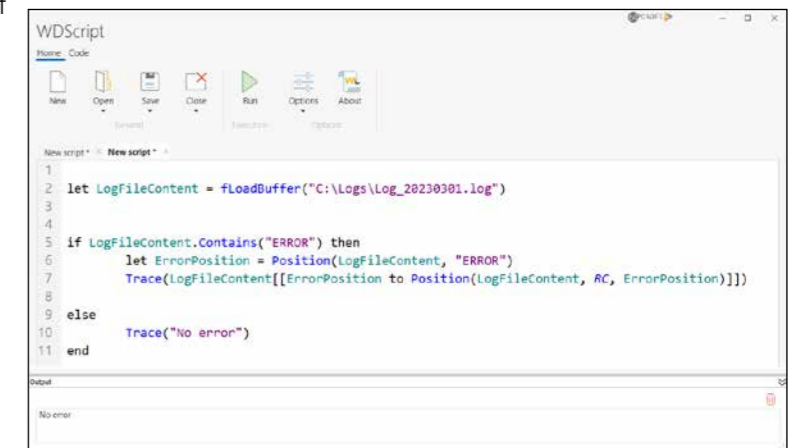 T
WDScript
Home Code
New Open Save Close Run Options About
General Execution Options
New script * New script *
1
2 let LogFileContent = fLoadBuffer("C:\Logs\Log_20230301.log")
3
4
5 if LogFileContent.Contains("ERROR") then
6 let ErrorPosition = Position(LogFileContent, "ERROR")
7 Trace(LogFileContent[[ErrorPosition to Position(LogFileContent, RC, ErrorPosition)]])
8
9 else
10 Trace("No error")
11 end
Output
No error